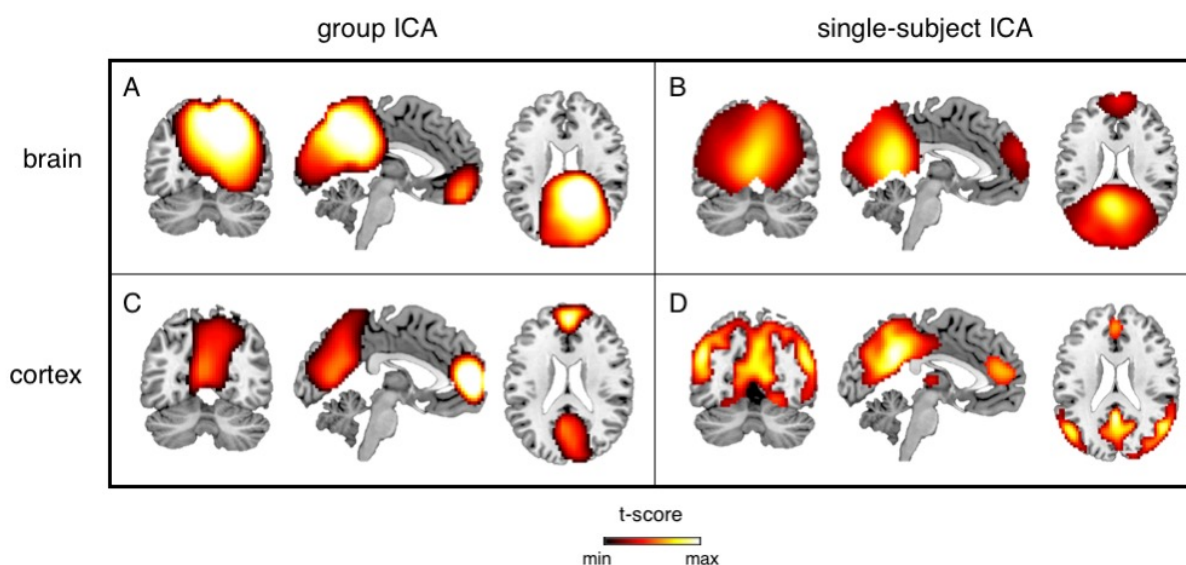 group ICA
single-subject ICA
brain
A
B
cortex
C
D
t-score
min
max